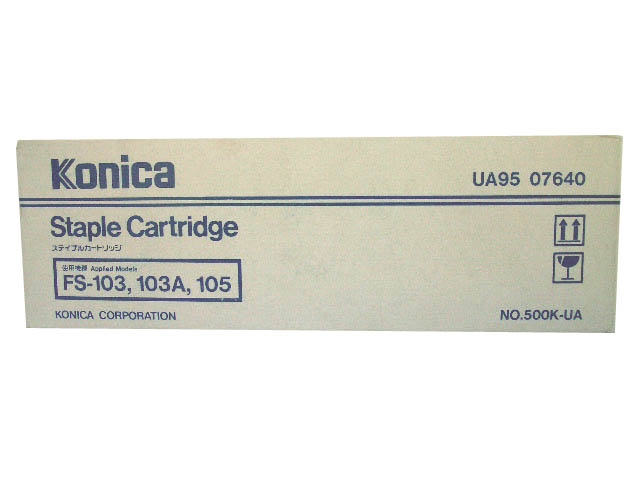 Konica
UA95 07640
Staple Cartridge
ステイプルカートリッジ
使用機種 Applied Models
FS-103, 103A, 105
KONICA CORPORATION
NO.500K-UA